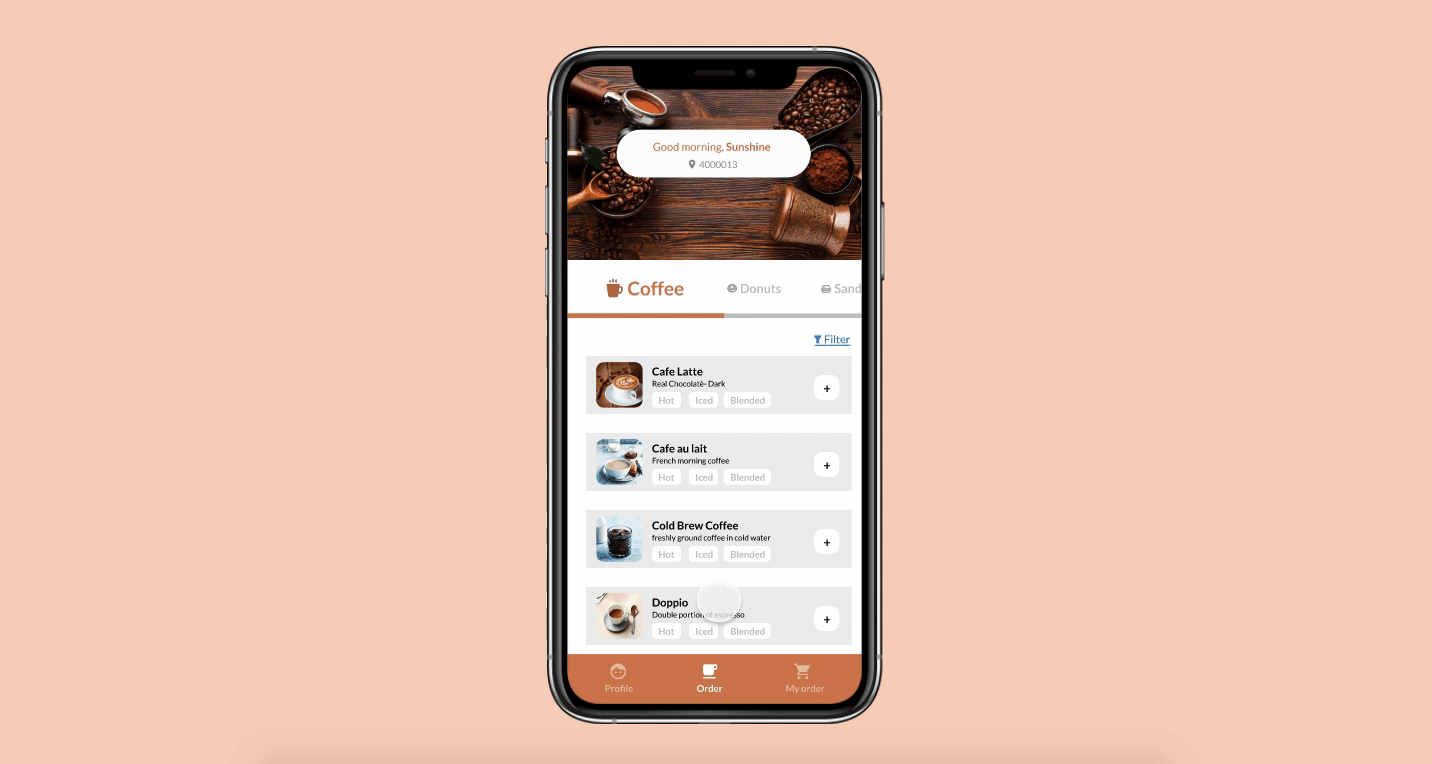 Good morning, Sunshine
4000013
Coffee Donuts Sand
Filter
Cafe Latte
Real Chocolatè- Dark
Hot Iced Blended
+
Cafe au lait
French morning coffee
Hot Iced Blended
+
Cold Brew Coffee
freshly ground coffee in cold water
Hot Iced Blended
+
Doppio
Double portion of espresso
Hot Iced Blended
+
Profile Order My order